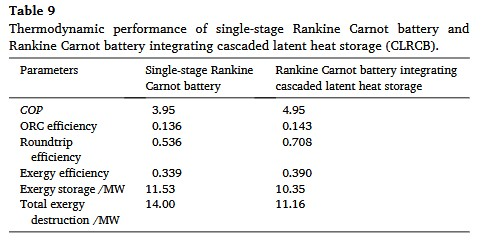 Table 9
Thermodynamic performance of single-stage Rankine Carnot battery and
Rankine Carnot battery integrating cascaded latent heat storage (CLRCB).
Parameters Single-stage Rankine Rankine Carnot battery integrating
Carnot battery cascaded latent heat storage
COP 3.95 4.95
ORC efficiency 0.136 0.143
Roundtrip 0.536 0.708
efficiency
Exergy efficiency 0.339 0.390
Exergy storage /MW 11.53 10.35
Total exergy 14.00 11.16
destruction /MW